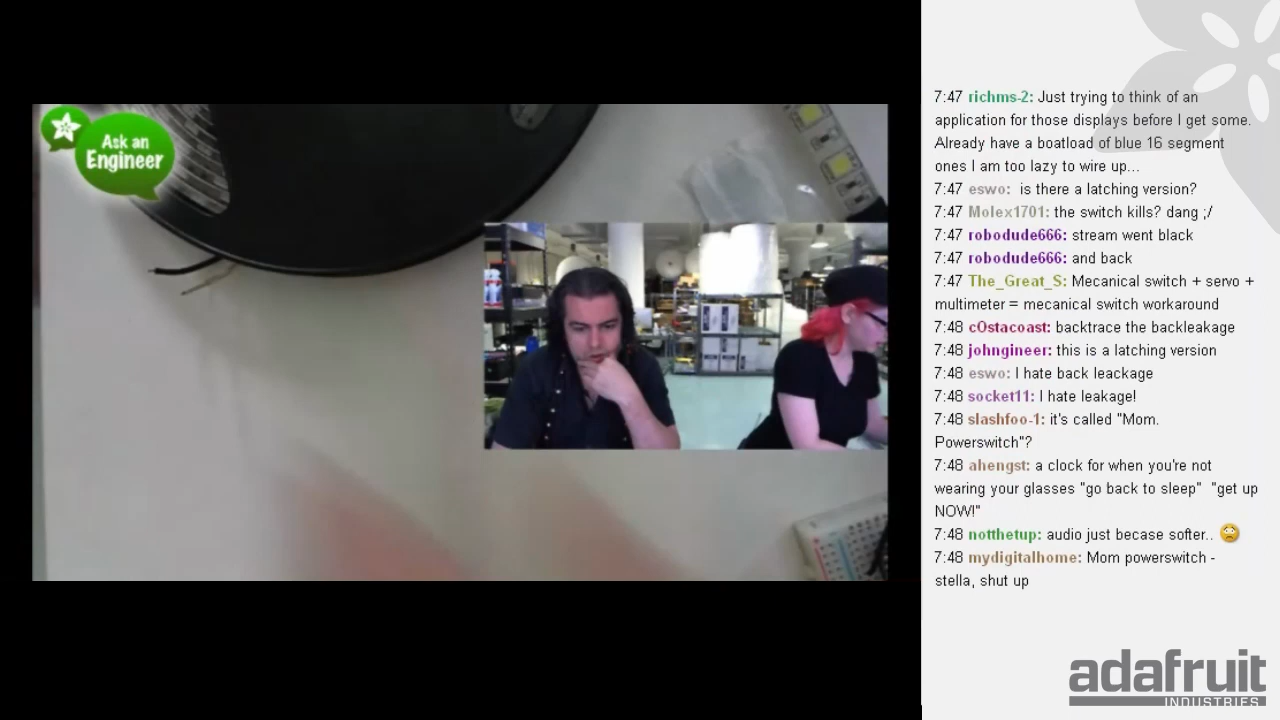 Ask an
Engineer
7:47 richms-2: Just trying to think of an
application for those displays before I get some.
Already have a boatload of blue 16 segment
ones I am too lazy to wire up...
7:47 eswo: is there a latching version?
7:47 Molex1701: the switch kills? dang ;/
7:47 robodude666: stream went black
7:47 robodude666: and back
7:47 The_Great_S: Mecanical switch + servo +
multimeter = mecanical switch workaround
7:48 cOstacoast: backtrace the backleakage
7:48 johngineer: this is a latching version
7:48 eswo: I hate back leackage
7:48 socket11: I hate leakage!
7:48 slashfoo-1: it's called "Mom.
Powerswitch"?
7:48 ahengst: a clock for when you're not
wearing your glasses "go back to sleep" "get up
NOW!"
7:48 notthetup: audio just becase softer..
7:48 mydigitalhome: Mom powerswitch -
stella, shut up
adafruit
INDUSTRIES